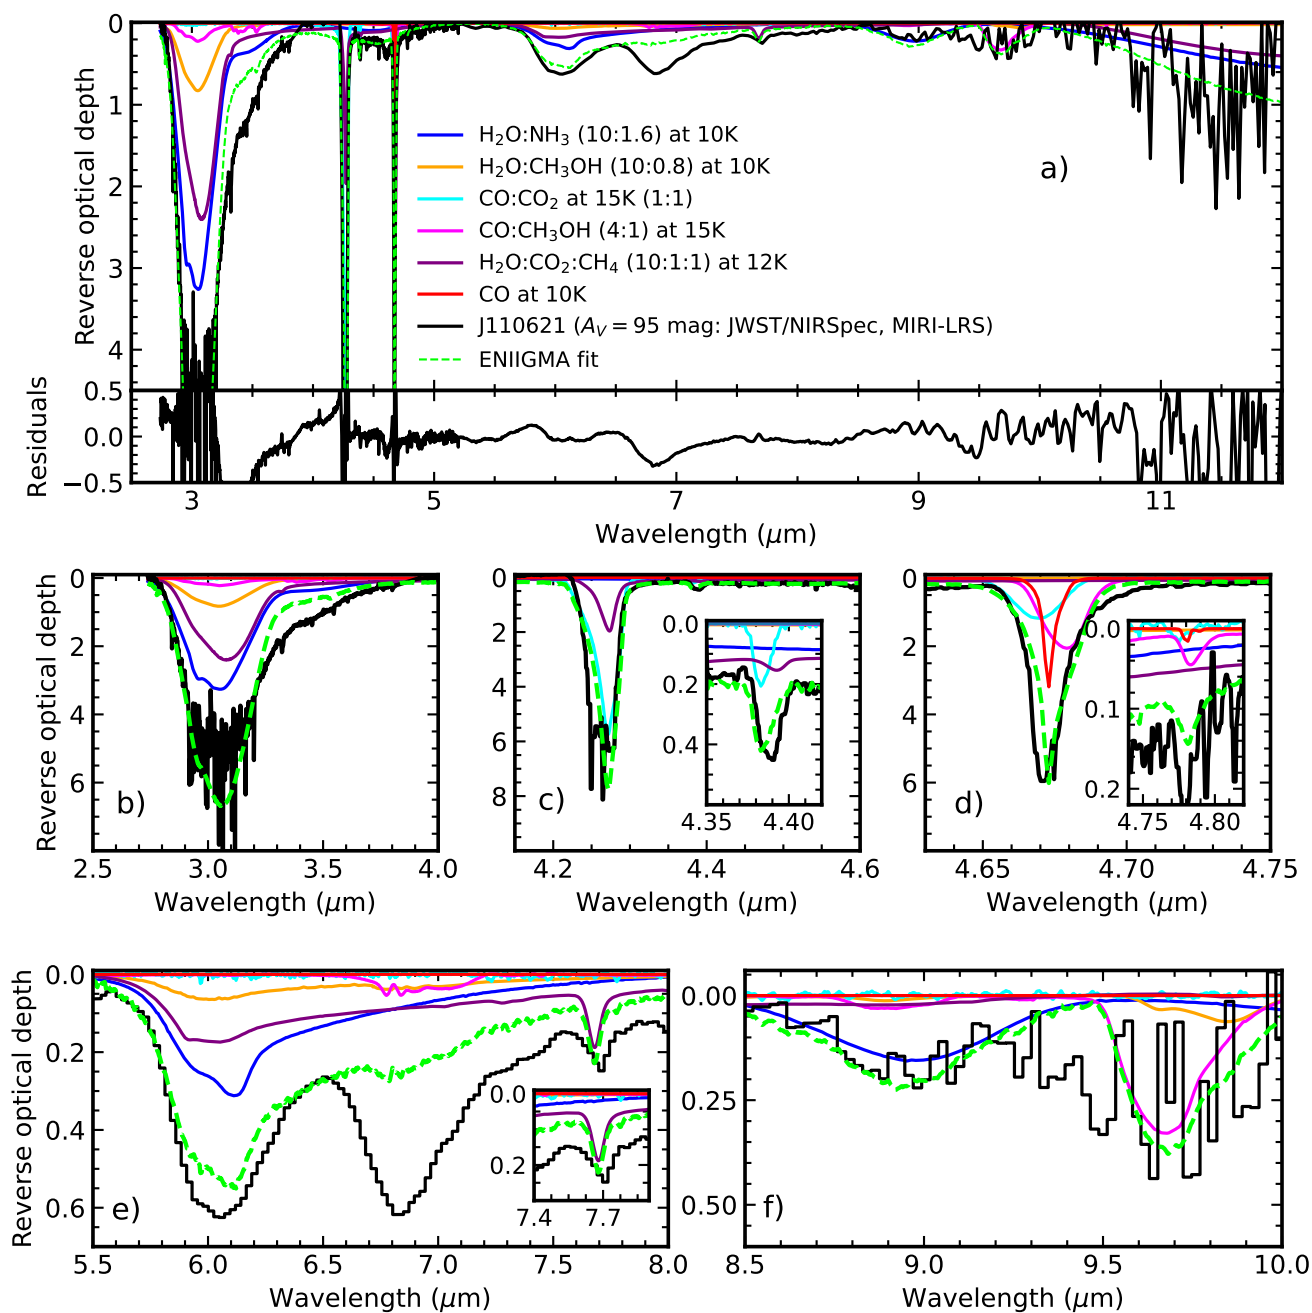 0
1
2
3
4
Reverse optical depth
H₂O:NH₃ (10:1.6) at 10K
H₂O:CH₃OH (10:0.8) at 10K
CO:CO₂ at 15K (1:1)
CO:CH₃OH (4:1) at 15K
H₂O:CO₂:CH₄ (10:1:1) at 12K
CO at 10K
J110621 (A_V = 95 mag: JWST/NIRSpec, MIRI-LRS)
ENIIGMA fit
a)
0.5
0.0
−0.5
Residuals
3 5 7 9 11
Wavelength (μm)
0
2
4
6
Reverse optical depth
b)
2.5 3.0 3.5 4.0
Wavelength (μm)
0
2
4
6
8
c)
0.0
0.2
0.4
4.35 4.40
4.2 4.4 4.6
Wavelength (μm)
0
2
4
6
d)
0.0
0.1
0.2
4.75 4.80
4.65 4.70 4.75
Wavelength (μm)
0.0
0.2
0.4
0.6
Reverse optical depth
e)
0.0
0.2
7.4 7.7
5.5 6.0 6.5 7.0 7.5 8.0
Wavelength (μm)
0.00
0.25
0.50
f)
8.5 9.0 9.5 10.0
Wavelength (μm)